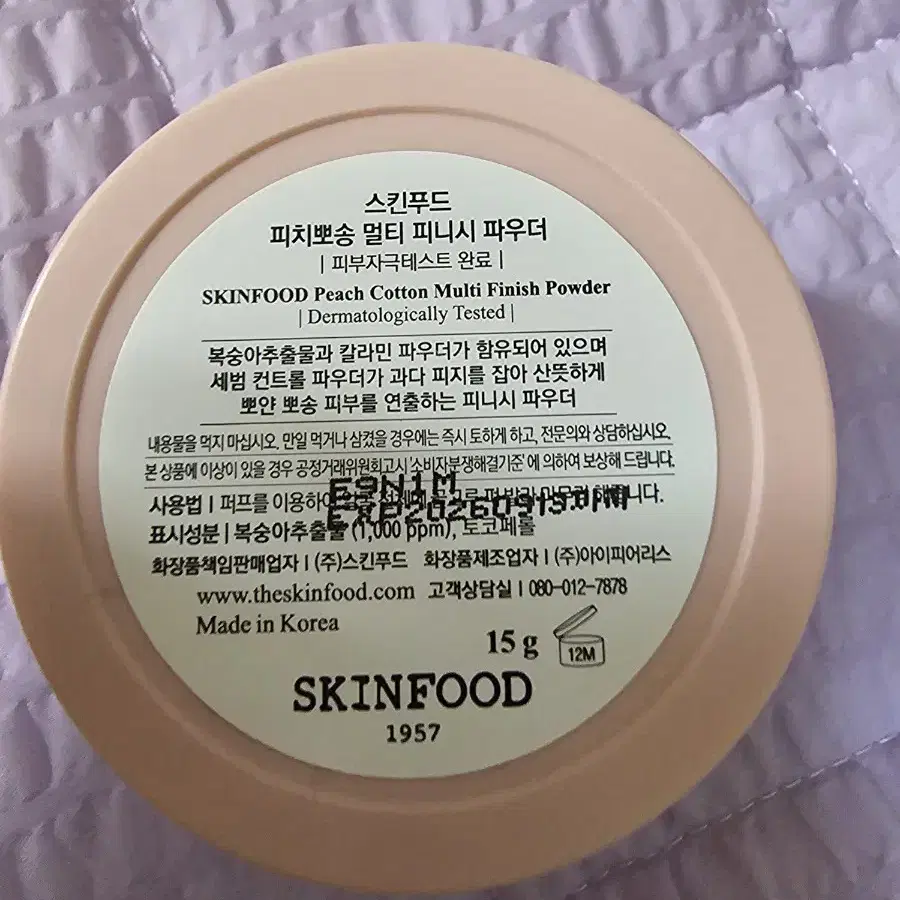 스킨푸드
피치뽀송 멀티 피니시 파우더
| 피부자극테스트 완료 |
SKINFOOD Peach Cotton Multi Finish Powder
| Dermatologically Tested |
복숭아추출물과 칼라민 파우더가 함유되어 있으며
세범 컨트롤 파우더가 과다 피지를 잡아 산뜻하게
뽀얀 뽀송 피부를 연출하는 피니시 파우더
내용물을 먹지 마십시오. 만일 먹거나 삼켰을 경우에는 즉시 토하게 하고, 전문의와 상담하십시오.
본 상품에 이상이 있을 경우 공정거래위원회고시 '소비자분쟁해결기준' 에 의하여 보상해 드립니다.
E9N1M
사용법 | 퍼프를 이용하여
EXP20260919
표시성분 | 복숭아추출물 (1,000 ppm), 토코페롤
화장품책임판매업자 | (주)스킨푸드 화장품제조업자 | (주)아이피어리스
www.theskinfood.com 고객상담실 | 080-012-7878
Made in Korea
15 g
12M
SKINFOOD
1957